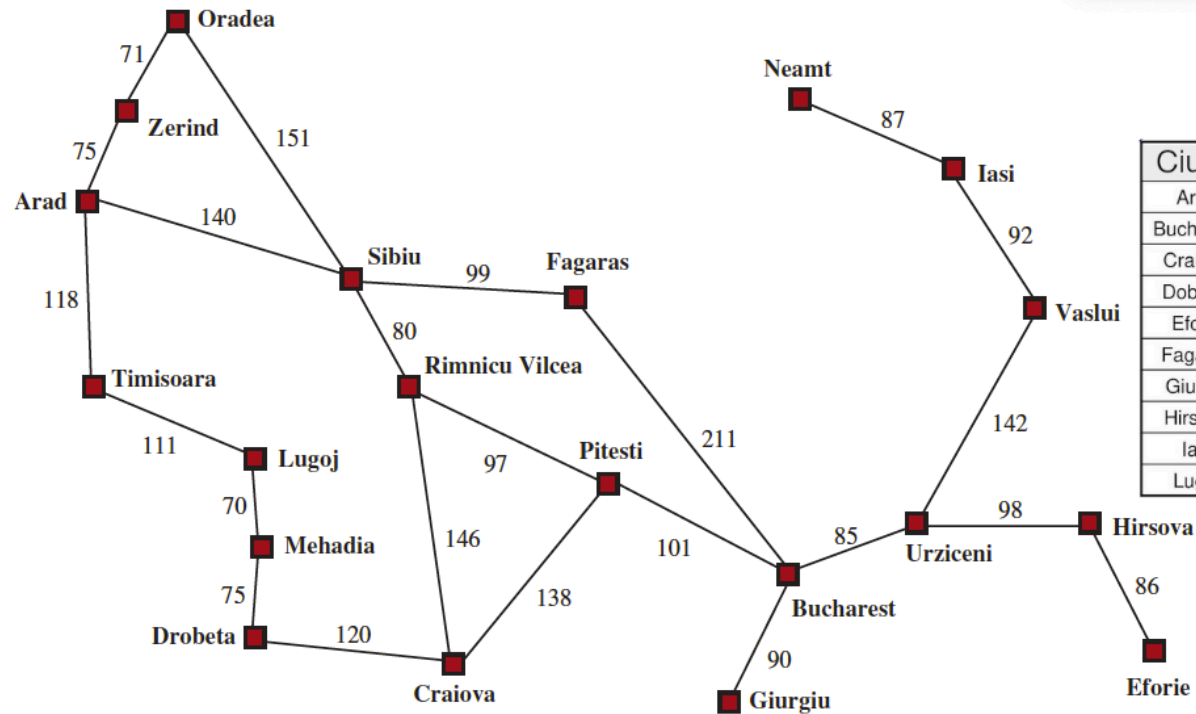 Oradea
71
Neamt
Zerind
87
151
75
Iasi
Arad
140
Sibiu
92
Fagaras
99
118
Vaslui
80
Rimnicu Vilcea
Timisoara
142
211
111
Pitesti
Lugoj
97
70
98
Hirsova
85
Urziceni
Mehadia
146
101
138
86
75
Bucharest
Drobeta
120
90
Craiova
Giurgiu
Eforie